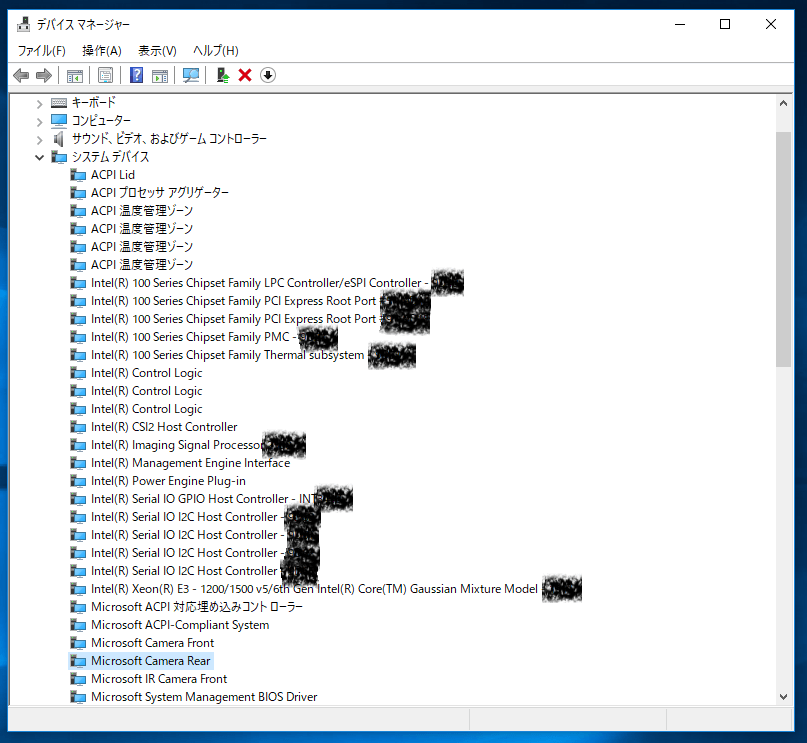 デバイス マネージャー
ファイル(F) 操作(A) 表示(V) ヘルプ(H)
キーボード
コンピューター
サウンド、ビデオ、およびゲーム コントローラー
システム デバイス
ACPI Lid
ACPI プロセッサ アグリゲーター
ACPI 温度管理ゾーン
ACPI 温度管理ゾーン
ACPI 温度管理ゾーン
ACPI 温度管理ゾーン
Intel(R) 100 Series Chipset Family LPC Controller/eSPI Controller -
Intel(R) 100 Series Chipset Family PCI Express Root Port
Intel(R) 100 Series Chipset Family PCI Express Root Port
Intel(R) 100 Series Chipset Family PMC -
Intel(R) 100 Series Chipset Family Thermal subsystem
Intel(R) Control Logic
Intel(R) Control Logic
Intel(R) Control Logic
Intel(R) CSI2 Host Controller
Intel(R) Imaging Signal Processor
Intel(R) Management Engine Interface
Intel(R) Power Engine Plug-in
Intel(R) Serial IO GPIO Host Controller -
Intel(R) Serial IO I2C Host Controller -
Intel(R) Serial IO I2C Host Controller -
Intel(R) Serial IO I2C Host Controller -
Intel(R) Serial IO I2C Host Controller
Intel(R) Xeon(R) E3 - 1200/1500 v5/6th Gen Intel(R) Core(TM) Gaussian Mixture Model
Microsoft ACPI 対応埋め込みコントローラー
Microsoft ACPI-Compliant System
Microsoft Camera Front
Microsoft Camera Rear
Microsoft IR Camera Front
Microsoft System Management BIOS Driver